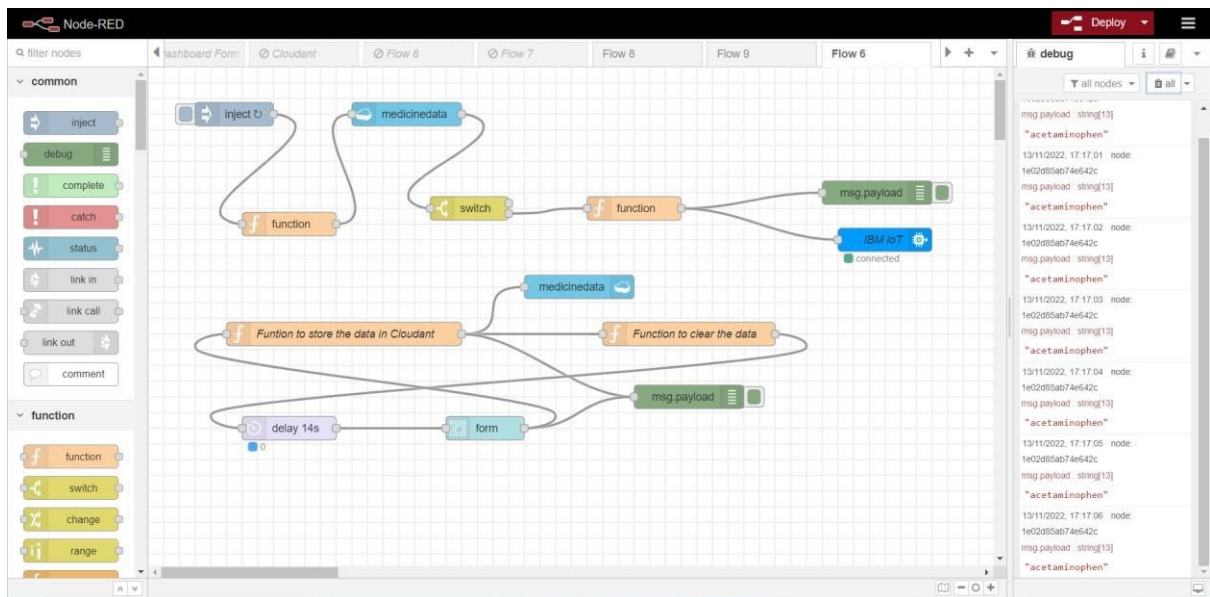 Node-RED
Deploy
filter nodes
ashboard Form
Cloudant
Flow 6
Flow 7
Flow 8
Flow 9
Flow 6
debug
i
all nodes
all
common
inject
debug
complete
catch
status
link in
link call
link out
comment
function
function
switch
change
range
inject ↻
medicinedata
function
switch
function
msg.payload
IBM IoT
connected
medicinedata
Funtion to store the data in Cloudant
Function to clear the data
msg.payload
delay 14s
0
form
msg.payload : string[13]
"acetaminophen"
13/11/2022, 17:17:01 node:
1e02d85ab74e642c
msg.payload : string[13]
"acetaminophen"
13/11/2022, 17:17:02 node:
1e02d85ab74e642c
msg.payload : string[13]
"acetaminophen"
13/11/2022, 17:17:03 node:
1e02d85ab74e642c
msg.payload : string[13]
"acetaminophen"
13/11/2022, 17:17:04 node:
1e02d85ab74e642c
msg.payload : string[13]
"acetaminophen"
13/11/2022, 17:17:05 node:
1e02d85ab74e642c
msg.payload : string[13]
"acetaminophen"
13/11/2022, 17:17:06 node:
1e02d85ab74e642c
msg.payload : string[13]
"acetaminophen"